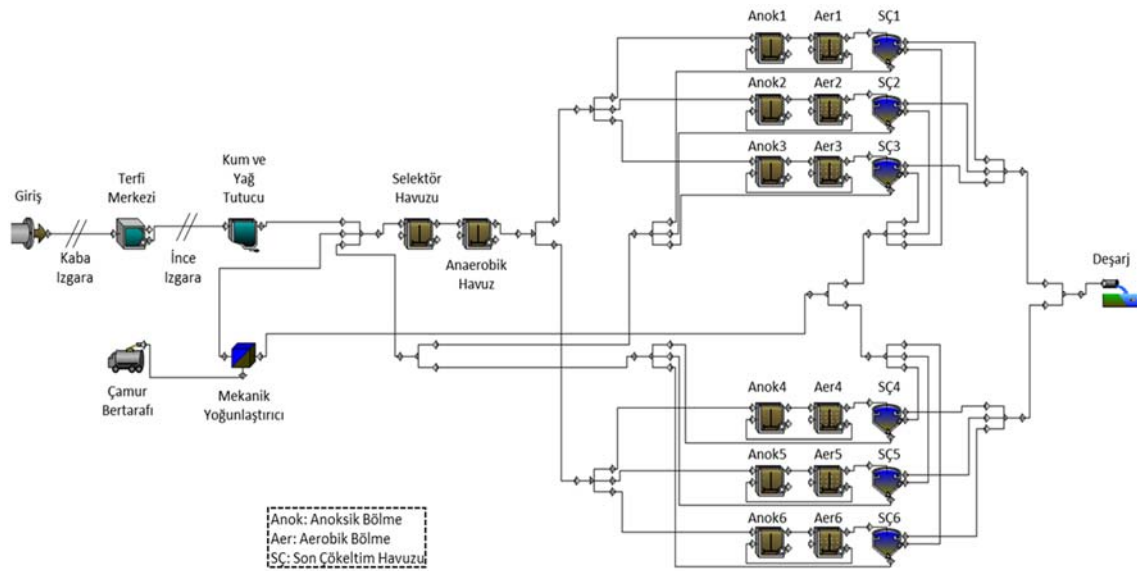 Anok1
Aer1
SÇ1
Anok2
Aer2
SÇ2
Anok3
Aer3
SÇ3
Giriş
Kaba
Izgara
Terfi
Merkezi
İnce
Izgara
Kum ve
Yağ
Tutucu
Selektör
Havuzu
Anaerobik
Havuz
Deşarj
Çamur
Bertarafı
Mekanik
Yoğunlaştırıcı
Anok4
Aer4
SÇ4
Anok5
Aer5
SÇ5
Anok6
Aer6
SÇ6
Anok: Anoksik Bölme
Aer: Aerobik Bölme
SÇ: Son Çökeltim Havuzu